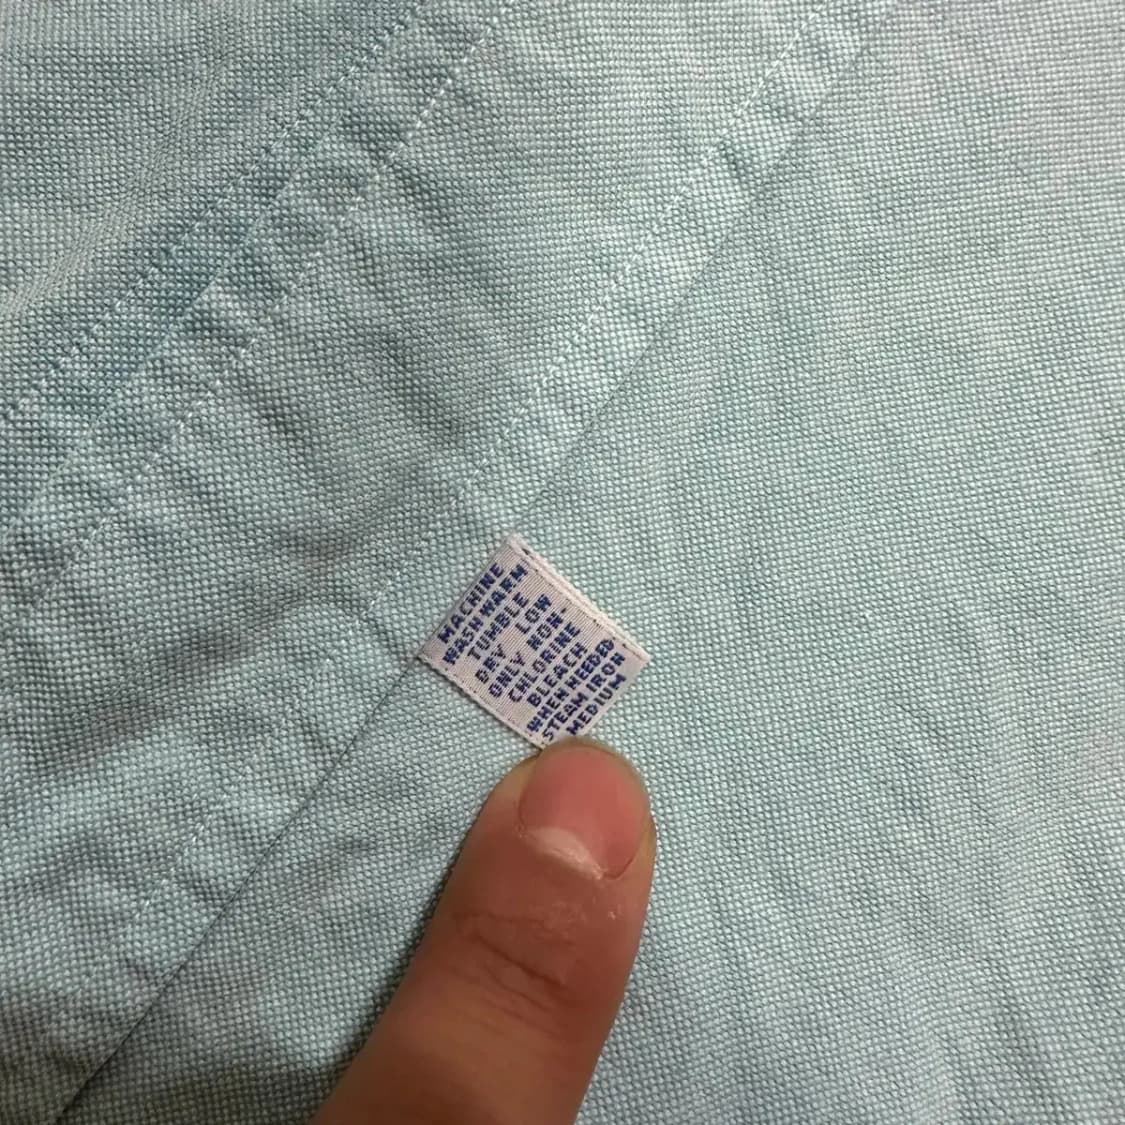 MACHINE
WASH WARM
TUMBLE
DRY LOW
ONLY NON-
CHLORINE
BLEACH
WHEN NEEDED
STEAM IRON
MEDIUM